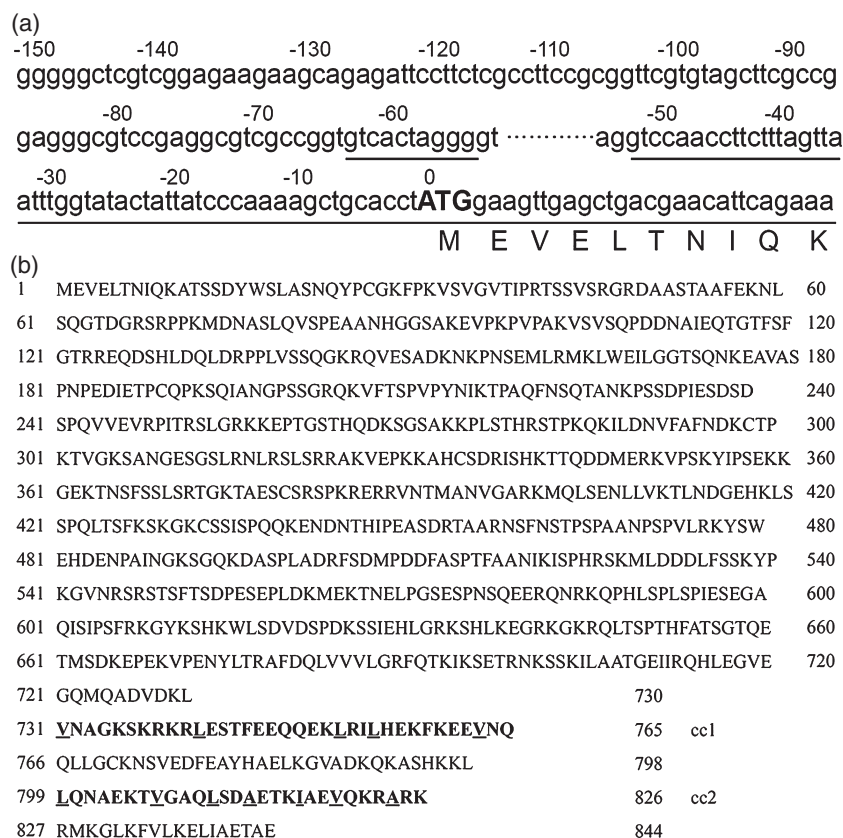 (a)
-150 -140 -130 -120 -110 -100 -90
gggggctcgtcggagaagaagcagagattccttctcgccttccgcggttcgtgtagcttcgccg
-80 -70 -60 -50 -40
gagggcgtccgaggcgtcgccggtgtcactaggggt ············aggtccaaccttctttagtta
-30 -20 -10 0
atttggtatactattatcccaaaagctgcacctATGgaagttgagctgacgaacattcagaaa
M E V E L T N I Q K
(b)
1 MEVELTNIQKATSSDYWSLASNQYPCGKFPKVSVGVTIPRTSSVSRGRDAASTAAFEKNL 60
61 SQGTDGRSRPPKMDNASLQVSPEAANHGGSAKEVPKPVPAKVSVSQPDDNAIEQTGTFSF 120
121 GTRREQDSHLDQLDRPPLVSSQGKRQVESADKNKPNSEMLRMKLWEILGGTSQNKEAVAS 180
181 PNPEDIETPCQPKSQIANGPSSGRQKVFTSPVPYNIKTPAQFNSQTANKPSSDPIESDSD 240
241 SPQVVEVRPITRSLGRKKEPTGSTHQDKSGSAKKPLSTHRSTPKQKILDNVFAFNDKCTP 300
301 KTVGKSANGESGSLRNLRSLSRRAKVEPKKAHCSDRISHKTTQDDMERKVPSKYIPSEKK 360
361 GEKTNSFSSLSRTGKTAESCSRSPKRERRVNTMANVGARKMQLSENLLVKTLNDGEHKLS 420
421 SPQLTSFKSKGKCSSISPQQKENDNTHIPEASDRTAARNSFNSTPSPAANPSPVLRKYSW 480
481 EHDENPAINGKSGQKDASPLADRFSDMPDDFASPTFAANIKISPHRSKMLDDDLFSSKYP 540
541 KGVNRSRSTSFTSDPESEPLDKMEKTNELPGSESPNSQEERQNRKQPHLSPLSPIESEGA 600
601 QISIPSFRKGYKSHKWLSDVDSPDKSSIEHLGRKSHLKEGRKGKRQLTSPTHFATSGTQE 660
661 TMSDKEPEKVPENYLTRAFDQLVVVLGRFQTKIKSETRNKSSKILAATGEIIRQHLEGVE 720
721 GQMQADVDKL 730
731 VNAGKSKRKRLESTFEEQQEKLRILHEKFKEEVNQ 765 cc1
766 QLLGCKNSVEDFEAYHAELKGVADKQKASHKKL 798
799 LQNAEKTVGAQLSDAETKIAEVQKRARK 826 cc2
827 RMKGLKFVLKELIAETAE 844